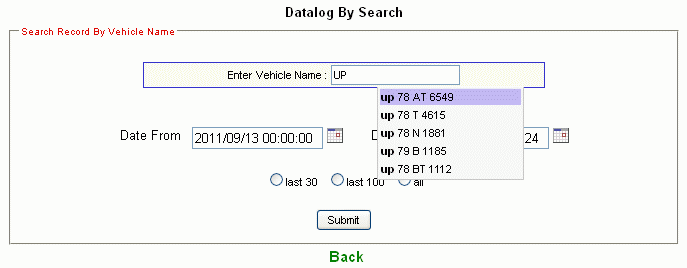 Datalog By Search
Search Record By Vehicle Name
Enter Vehicle Name : UP
up 78 AT 6549
up 78 T 4615
up 78 N 1881
up 79 B 1185
up 78 BT 1112
Date From 2011/09/13 00:00:00 D 24
last 30 last 100 all
Submit
Back